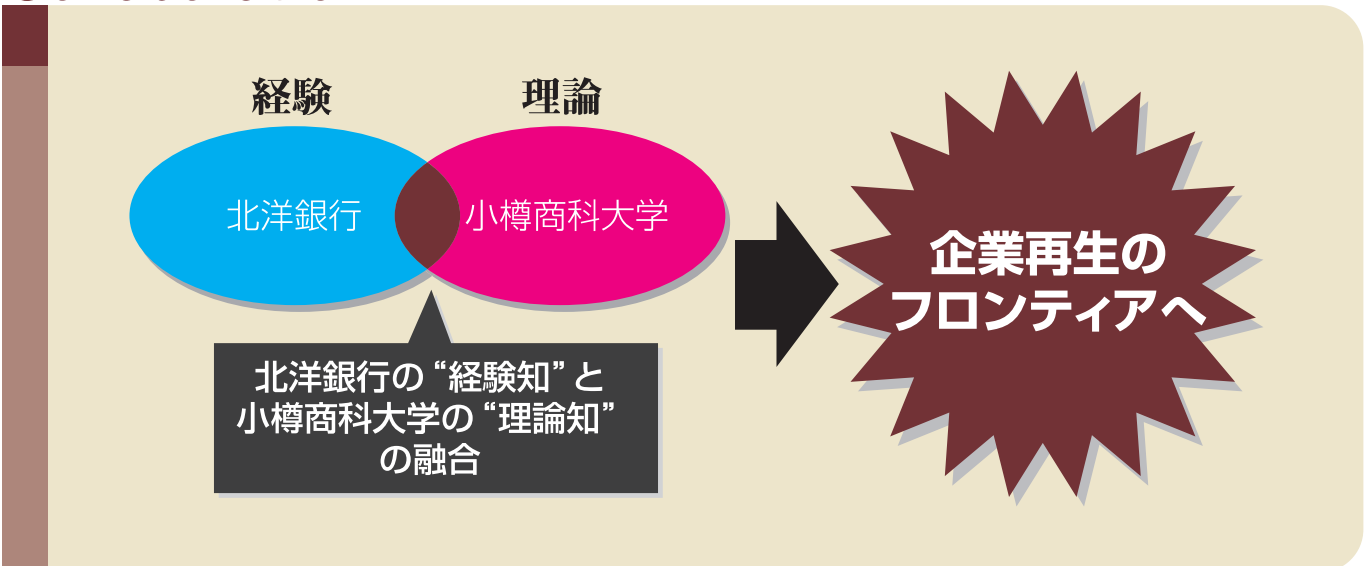 経験
理論
北洋銀行
小樽商科大学
北洋銀行の“経験知”と
小樽商科大学の“理論知”
の融合
企業再生の
フロンティアへ